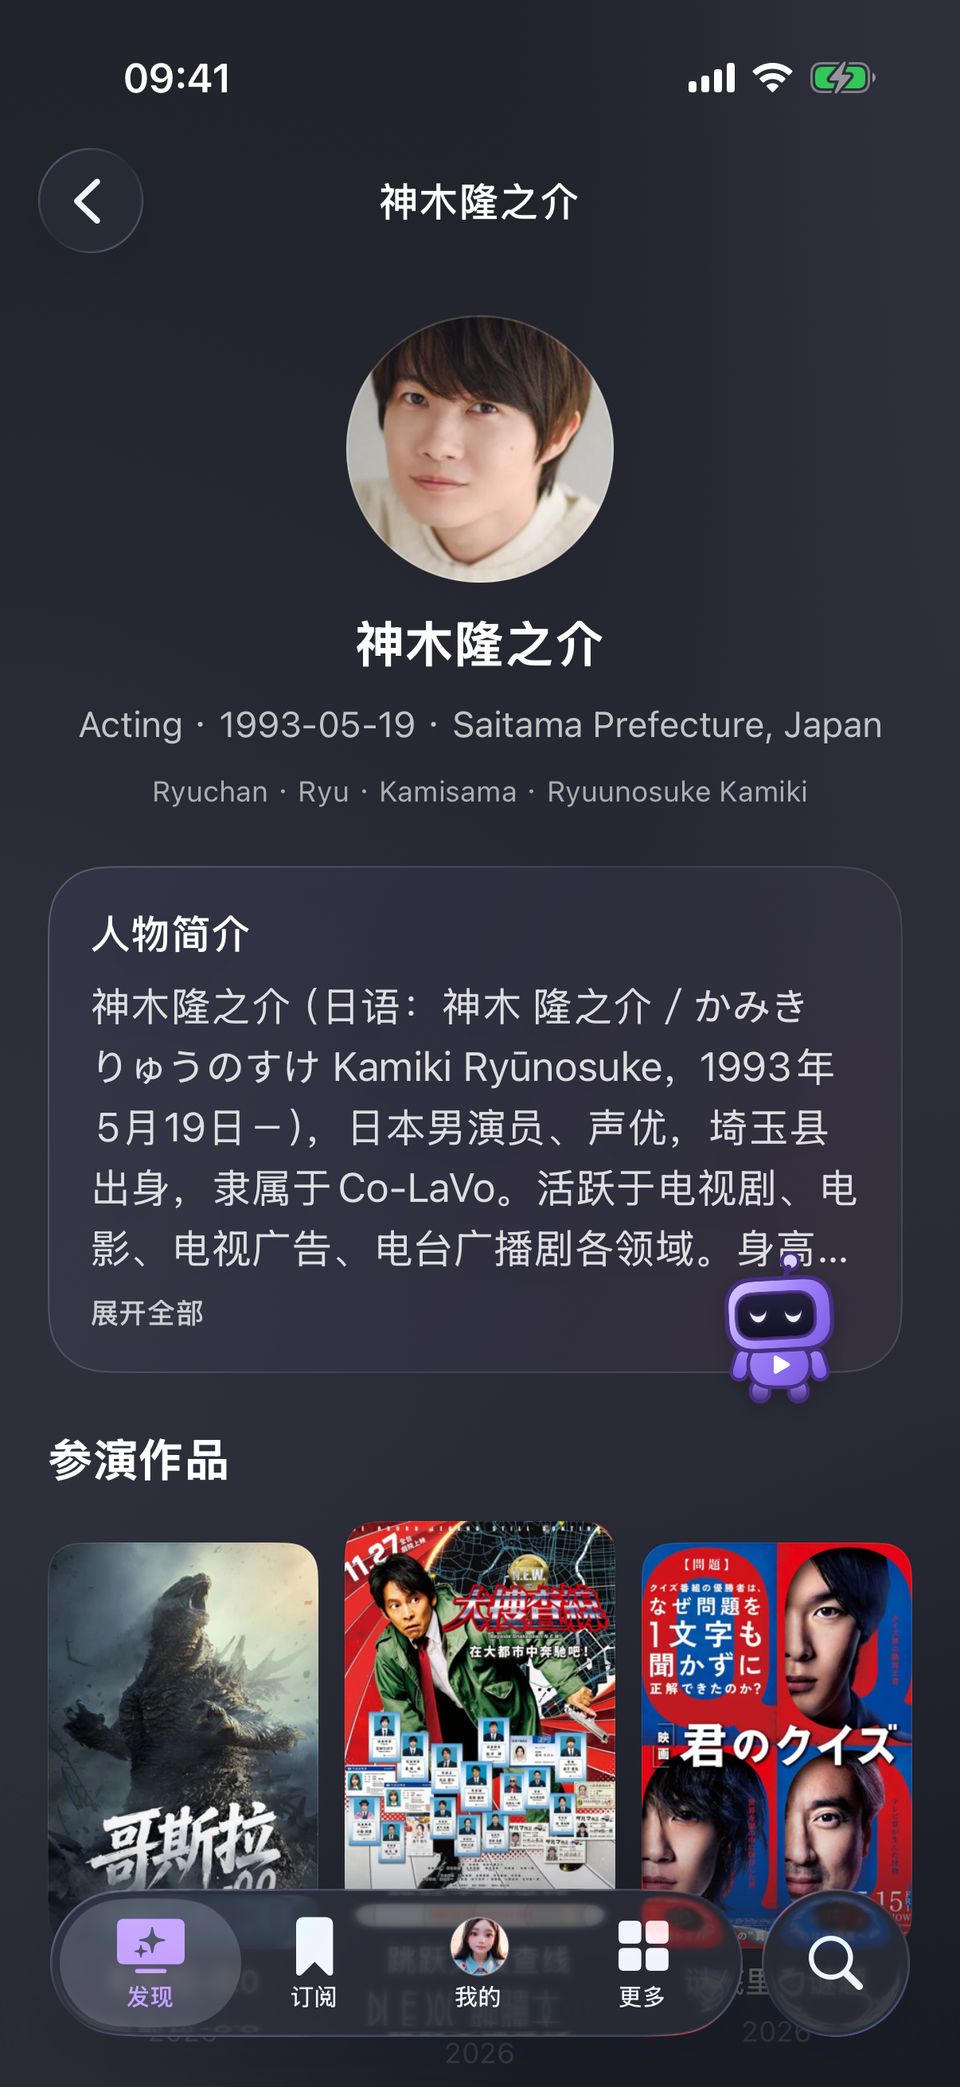 09:41
神木隆之介
神木隆之介
Acting · 1993-05-19 · Saitama Prefecture, Japan
Ryuchan · Ryu · Kamisama · Ryuunosuke Kamiki
人物简介
神木隆之介 (日语：神木 隆之介 / かみき
りゅうのすけ Kamiki Ryūnosuke，1993年
5月19日－)，日本男演员、声优，埼玉县
出身，隶属于Co-LaVo。活跃于电视剧、电
影、电视广告、电台广播剧各领域。身高...
展开全部
参演作品
哥斯拉
11.27
N.E.W.
大捜査線
在大都市中奔馳吧！
【問題】
クイズ番組の優勝者は、
なぜ問題を
1文字も
聞かずに
正解できたのか？
映画
君のクイズ
发现
订阅
我的
更多
2026
2026
2026